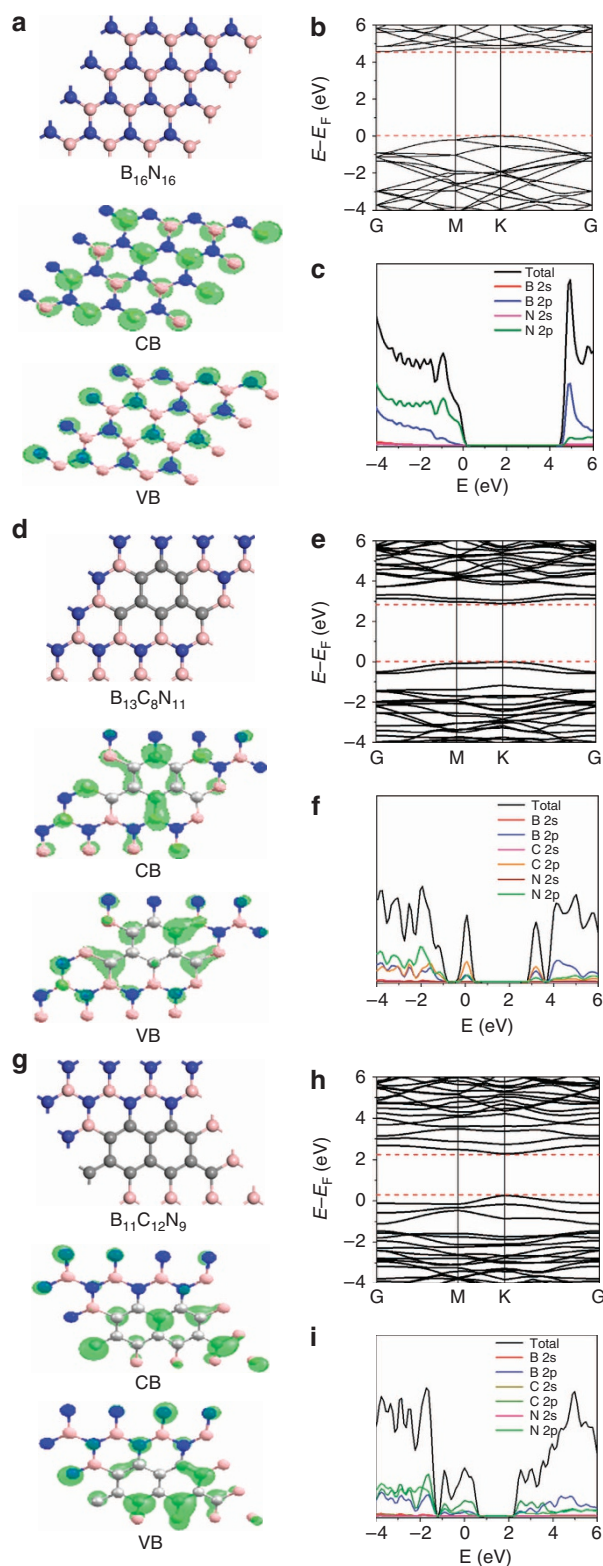 a
B16N16
CB
VB
b
E–EF (eV)
6
4
2
0
−2
−4
G M K G
c
Total
B 2s
B 2p
N 2s
N 2p
−4 −2 0 2 4 6
E (eV)
d
B13C8N11
CB
VB
e
E–EF (eV)
6
4
2
0
−2
−4
G M K G
f
Total
B 2s
B 2p
C 2s
C 2p
N 2s
N 2p
−4 −2 0 2 4 6
E (eV)
g
B11C12N9
CB
VB
h
E–EF (eV)
6
4
2
0
−2
−4
G M K G
i
Total
B 2s
B 2p
C 2s
C 2p
N 2s
N 2p
−4 −2 0 2 4 6
E (eV)